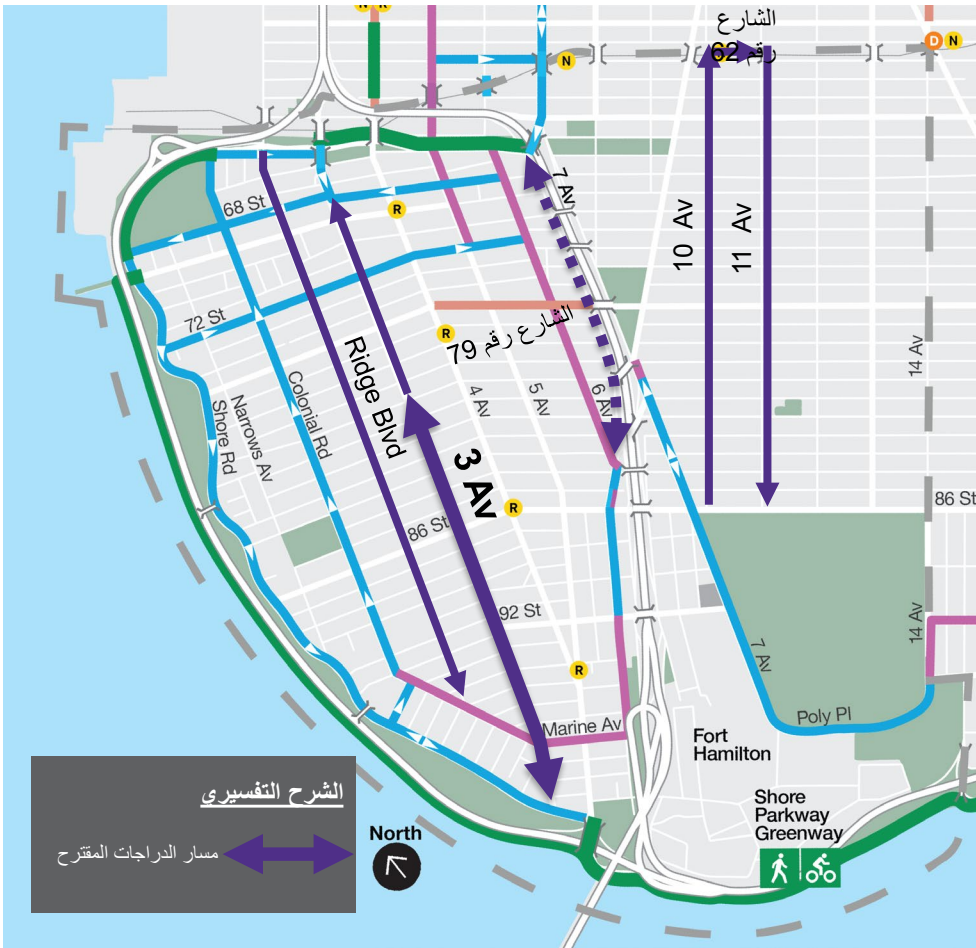 N R
الشارع
رقم 62
D N
N
7 Av
68 St
R
10 Av
11 Av
72 St
الشارع رقم 79
R
Ridge Blvd
14 Av
4 Av
5 Av
6 Av
Colonial Rd
Narrows Av
Shore Rd
3 Av
86 St
R
86 St
92 St
14 Av
7 Av
R
Marine Av
Poly Pl
Fort
Hamilton
Shore
Parkway
Greenway
الشرح التفسيري
مسار الدراجات المقترح
North